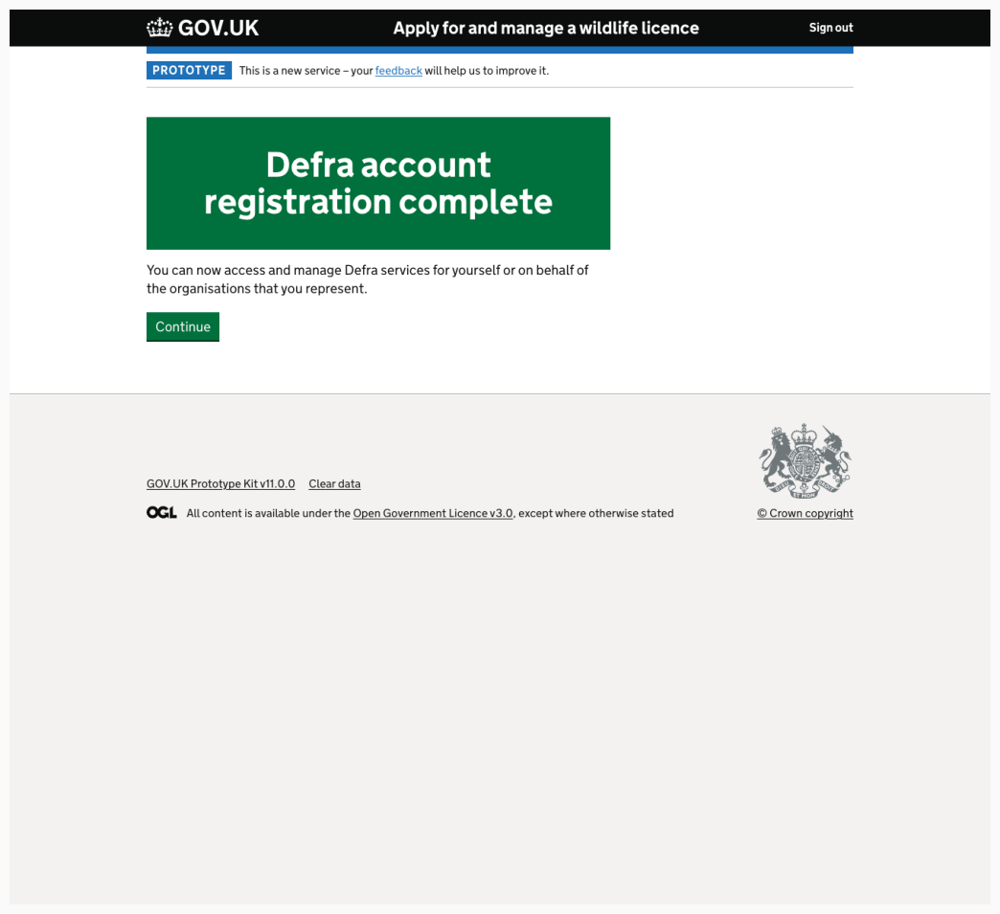 GOV.UK Apply for and manage a wildlife licence Sign out
PROTOTYPE This is a new service – your feedback will help us to improve it.
Defra account
registration complete
You can now access and manage Defra services for yourself or on behalf of
the organisations that you represent.
Continue
GOV.UK Prototype Kit v11.0.0 Clear data
OGL All content is available under the Open Government Licence v3.0, except where otherwise stated
© Crown copyright